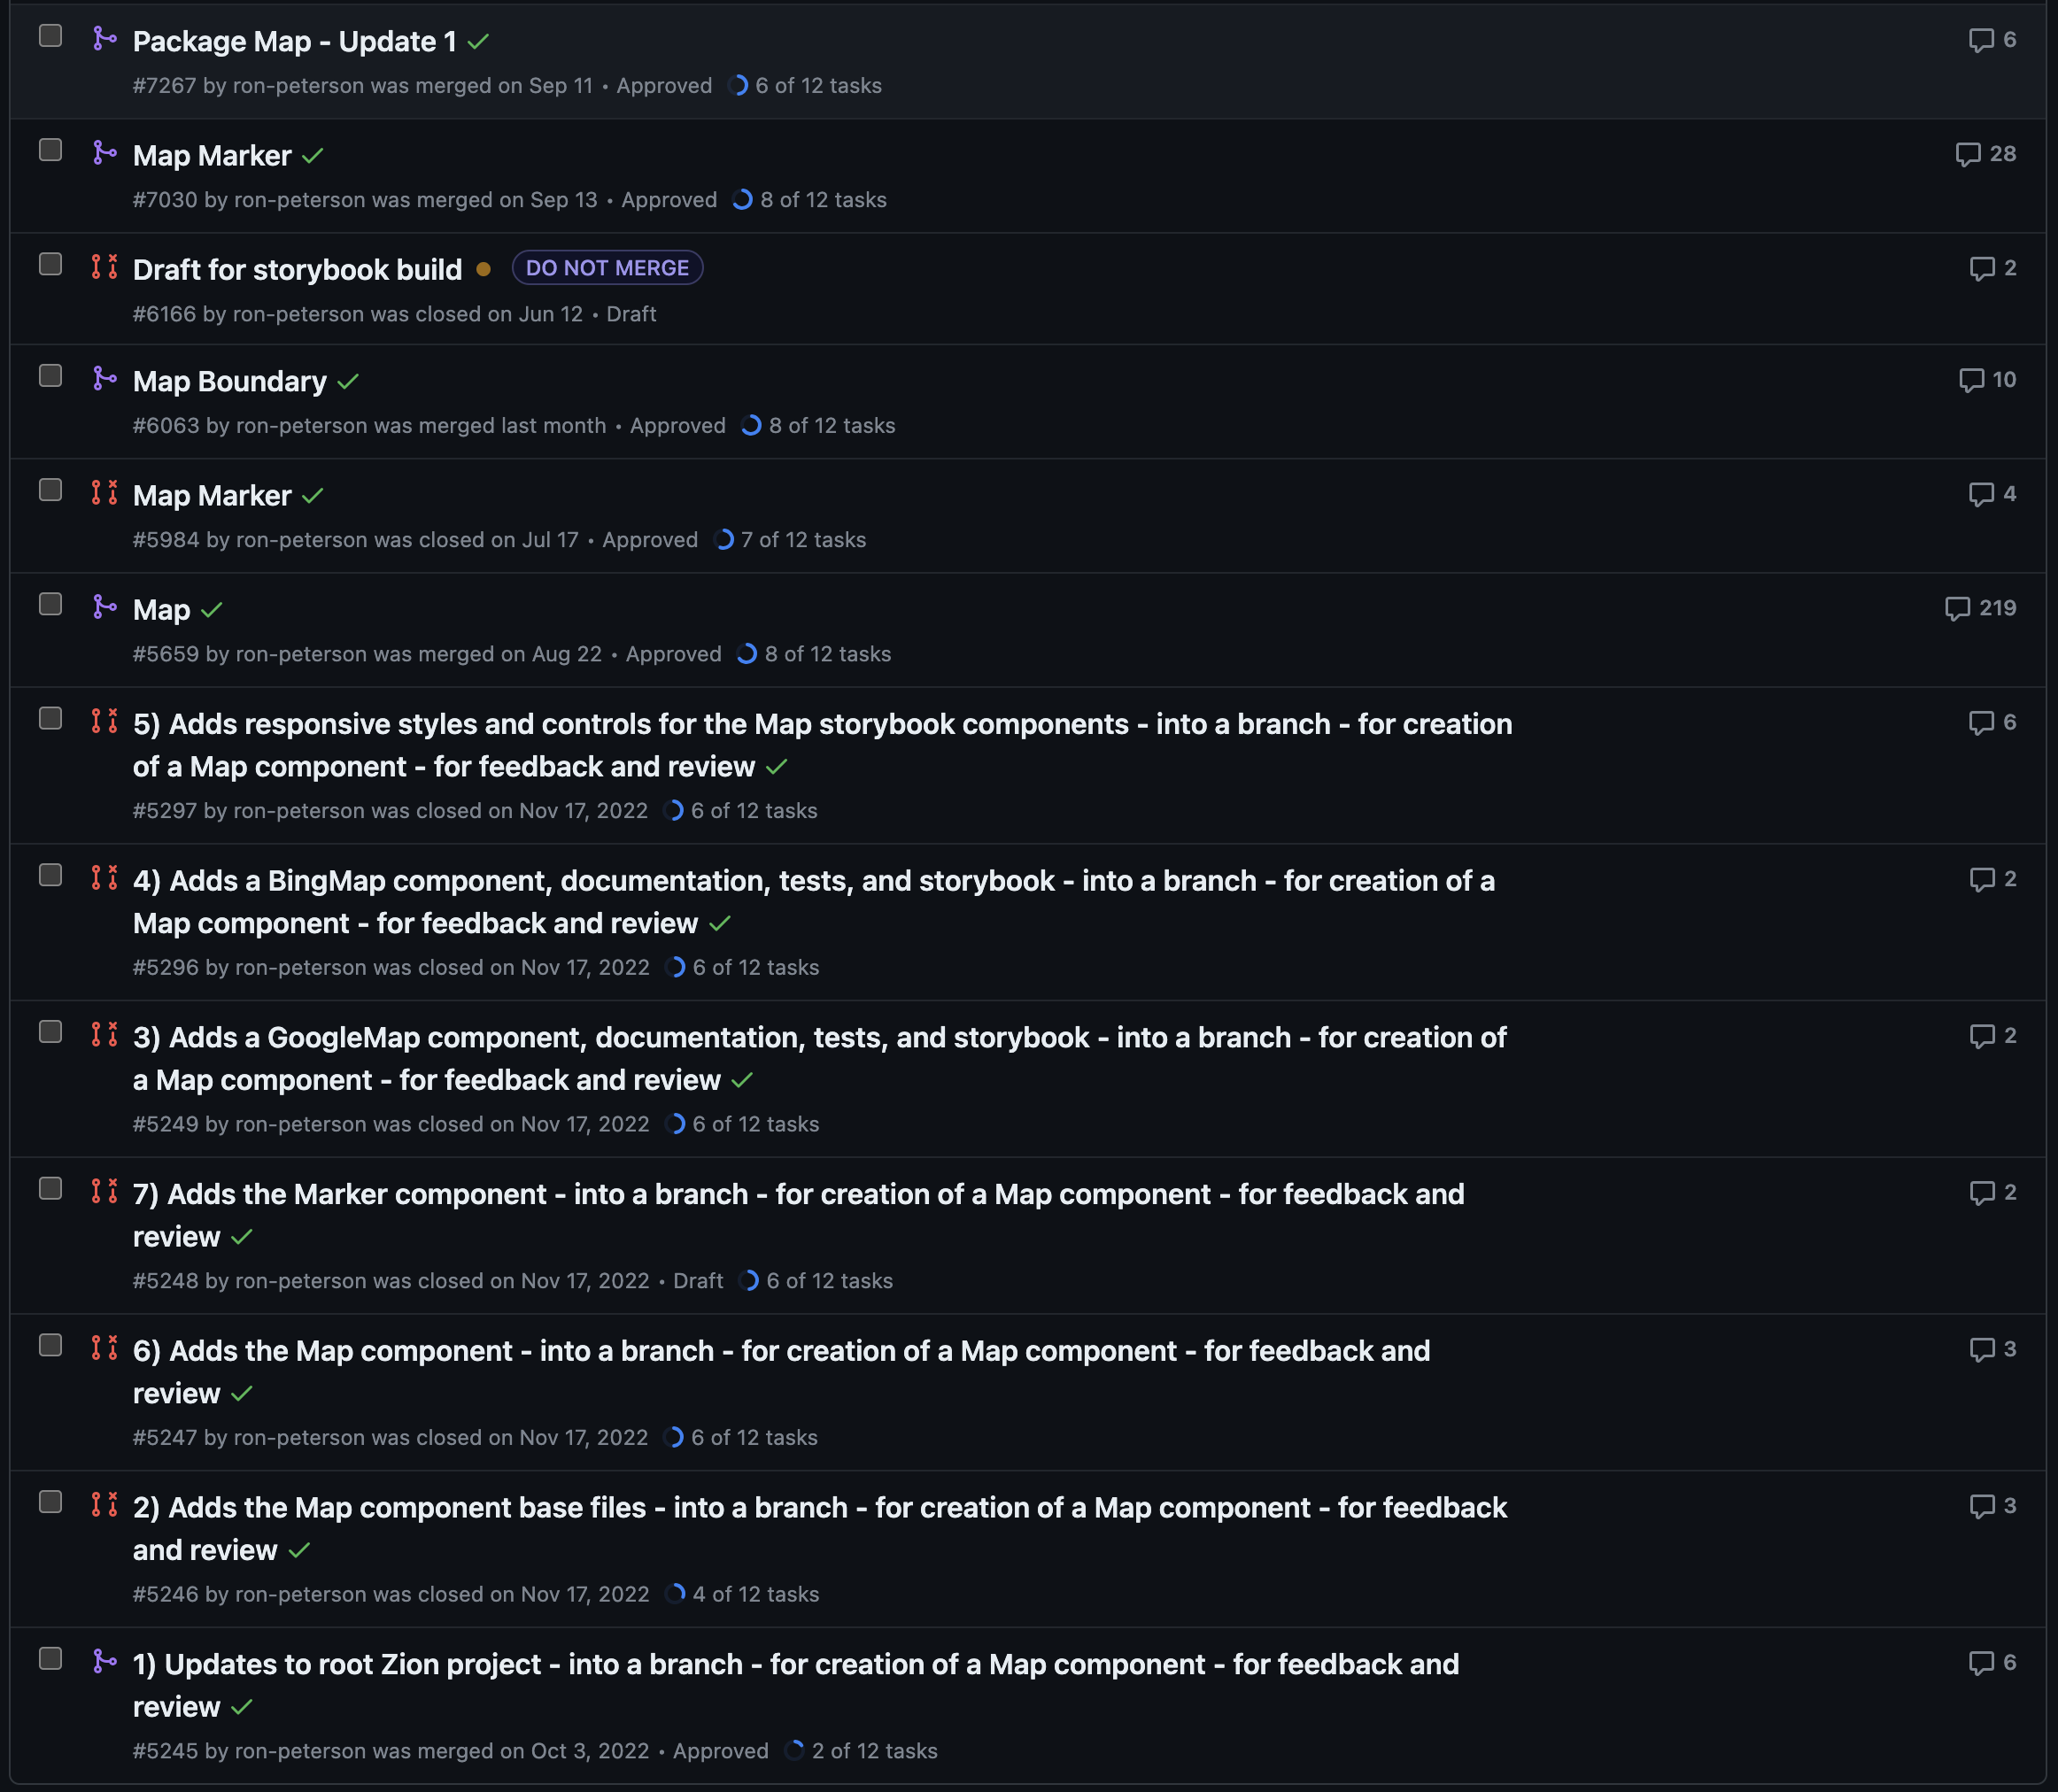 Package Map - Update 1
6
#7267 by ron-peterson was merged on Sep 11 • Approved 6 of 12 tasks
Map Marker
28
#7030 by ron-peterson was merged on Sep 13 • Approved 8 of 12 tasks
Draft for storybook build DO NOT MERGE
2
#6166 by ron-peterson was closed on Jun 12 • Draft
Map Boundary
10
#6063 by ron-peterson was merged last month • Approved 8 of 12 tasks
Map Marker
4
#5984 by ron-peterson was closed on Jul 17 • Approved 7 of 12 tasks
Map
219
#5659 by ron-peterson was merged on Aug 22 • Approved 8 of 12 tasks
5) Adds responsive styles and controls for the Map storybook components - into a branch - for creation
6
of a Map component - for feedback and review
#5297 by ron-peterson was closed on Nov 17, 2022 6 of 12 tasks
4) Adds a BingMap component, documentation, tests, and storybook - into a branch - for creation of a
2
Map component - for feedback and review
#5296 by ron-peterson was closed on Nov 17, 2022 6 of 12 tasks
3) Adds a GoogleMap component, documentation, tests, and storybook - into a branch - for creation of
2
a Map component - for feedback and review
#5249 by ron-peterson was closed on Nov 17, 2022 6 of 12 tasks
7) Adds the Marker component - into a branch - for creation of a Map component - for feedback and
2
review
#5248 by ron-peterson was closed on Nov 17, 2022 • Draft 6 of 12 tasks
6) Adds the Map component - into a branch - for creation of a Map component - for feedback and
3
review
#5247 by ron-peterson was closed on Nov 17, 2022 6 of 12 tasks
2) Adds the Map component base files - into a branch - for creation of a Map component - for feedback
3
and review
#5246 by ron-peterson was closed on Nov 17, 2022 4 of 12 tasks
1) Updates to root Zion project - into a branch - for creation of a Map component - for feedback and
6
review
#5245 by ron-peterson was merged on Oct 3, 2022 • Approved 2 of 12 tasks